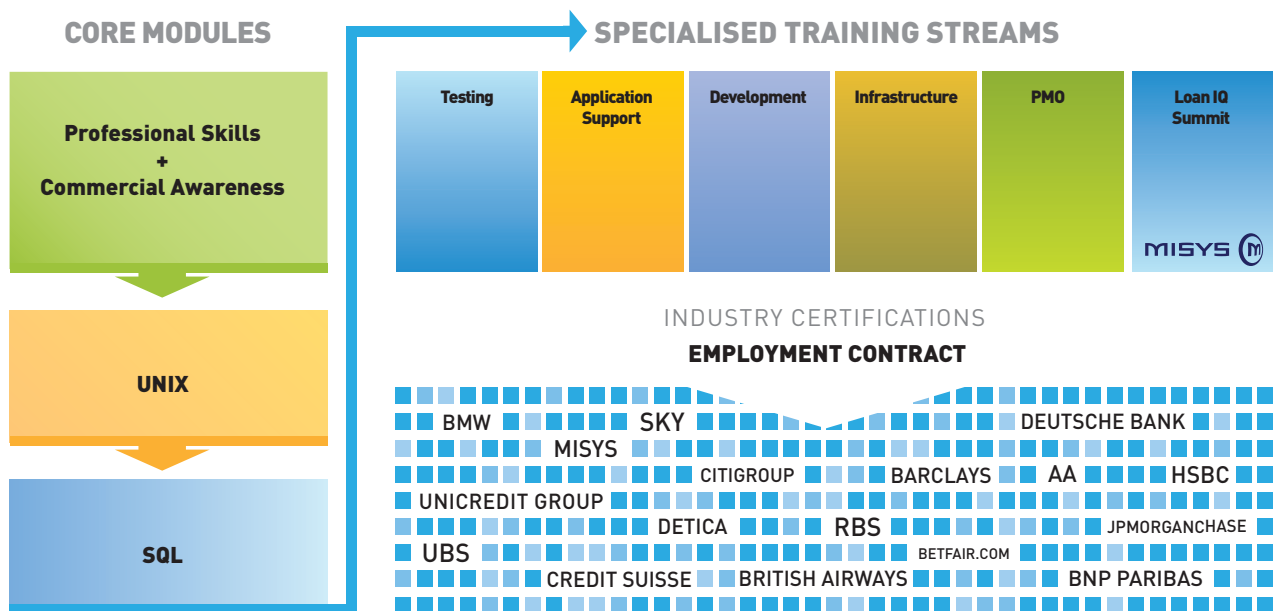 CORE MODULES
Professional Skills
+
Commercial Awareness
UNIX
SQL
SPECIALISED TRAINING STREAMS
Testing
Application
Support
Development
Infrastructure
PMO
Loan IQ
Summit
MISYS m
INDUSTRY CERTIFICATIONS
EMPLOYMENT CONTRACT
BMW SKY DEUTSCHE BANK
MISYS
CITIGROUP BARCLAYS AA HSBC
UNICREDIT GROUP
DETICA RBS JPMORGANCHASE
UBS BETFAIR.COM
CREDIT SUISSE BRITISH AIRWAYS BNP PARIBAS